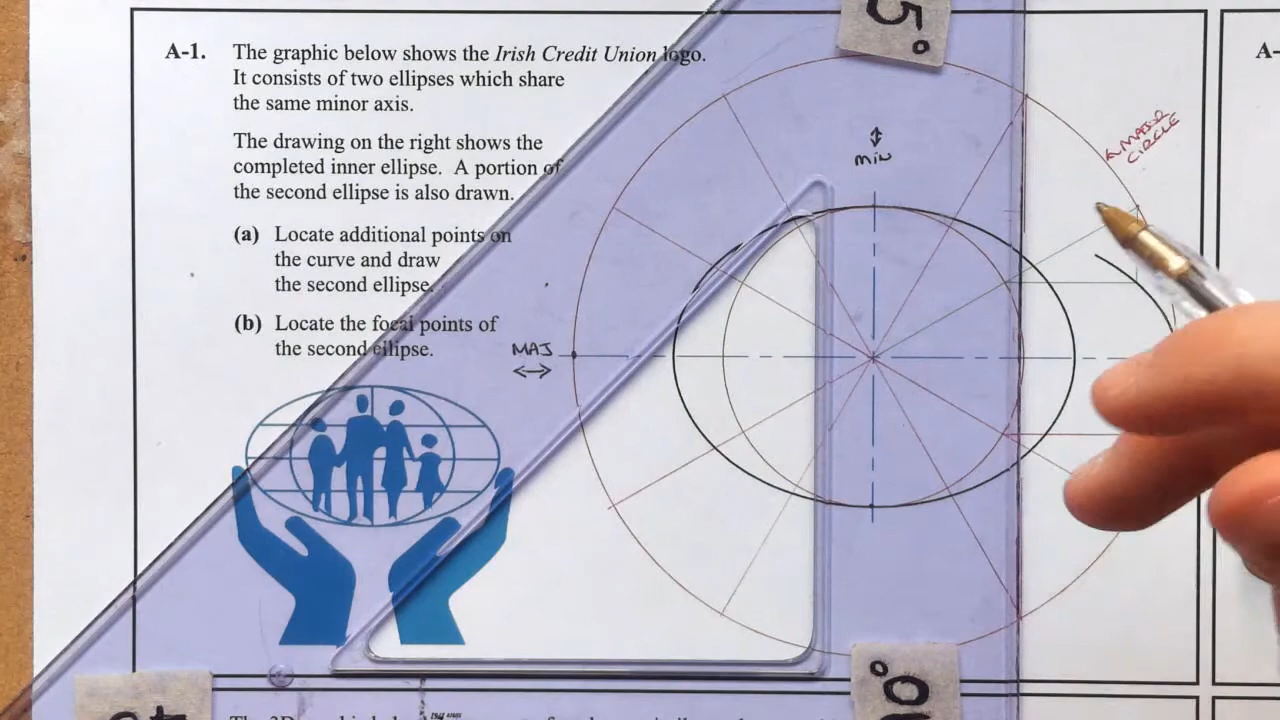 A-1. The graphic below shows the Irish Credit Union logo.
It consists of two ellipses which share
the same minor axis.
The drawing on the right shows the
completed inner ellipse. A portion of
the second ellipse is also drawn.
(a) Locate additional points on
the curve and draw
the second ellipse.
(b) Locate the focal points of
the second ellipse.
MAJ
MIN
MAJOR
CIRCLE
5°
A-